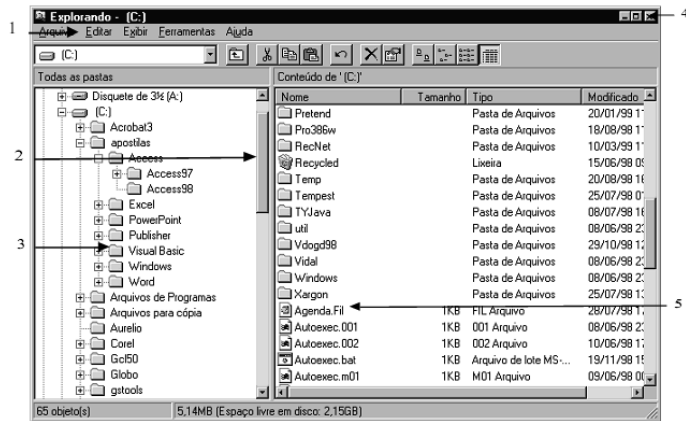 Explorando - (C:)
4
1
Arquivo Editar Exibir Ferramentas Ajuda
(C:)
Todas as pastas
Conteúdo de '(C:)'
Nome Tamanho Tipo Modificado
Disquete de 3½ (A:)
(C:)
Acrobat3
apostilas
Access
Access97
Access98
Excel
PowerPoint
Publisher
Visual Basic
Windows
Word
Arquivos de Programas
Arquivos para cópia
Aurelio
Corel
Gcl50
Globo
gstools
2
3
Pretend Pasta de Arquivos 20/01/99 1
Pro386w Pasta de Arquivos 18/08/98 1
RecNet Pasta de Arquivos 10/03/99 1
Recycled Lixeira 15/06/98
Temp Pasta de Arquivos 20/08/98
Tempest Pasta de Arquivos 25/07/98
TYJava Pasta de Arquivos 08/07/98
util Pasta de Arquivos 08/06/98
Vdogd98 Pasta de Arquivos 29/10/98
Vidal Pasta de Arquivos 08/06/98
Windows Pasta de Arquivos 08/06/98
Xargon Pasta de Arquivos 25/07/98
Agenda.Fil 1KB FIL Arquivo 28/07/98
5
Autoexec.001 1KB 001 Arquivo 08/06/98
Autoexec.002 1KB 002 Arquivo 10/06/98
Autoexec.bat 1KB Arquivo de lote MS-... 19/11/98
Autoexec.m01 1KB M01 Arquivo 09/06/98
65 objeto(s) 5,14MB (Espaço livre em disco: 2,15GB)